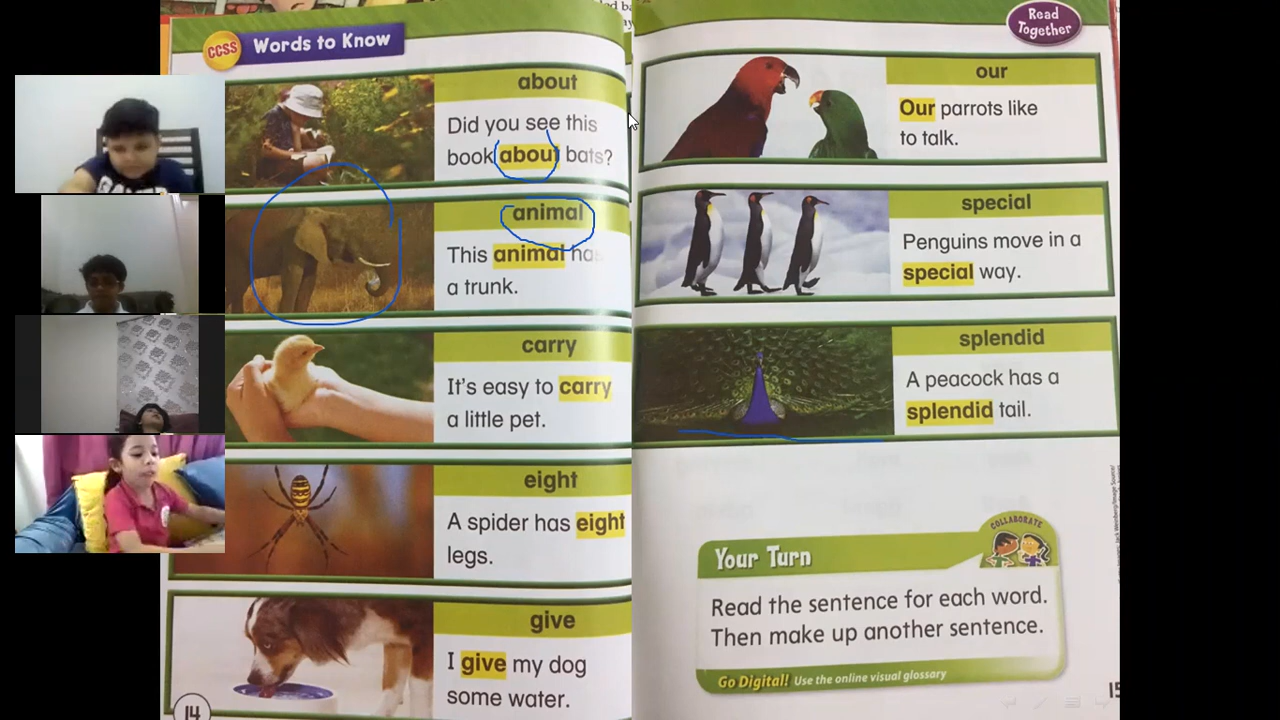 CCSS Words to Know
about
Did you see this
book about bats?
animal
This animal has
a trunk.
carry
It's easy to carry
a little pet.
eight
A spider has eight
legs.
give
I give my dog
some water.
14
Read
Together
our
Our parrots like
to talk.
special
Penguins move in a
special way.
splendid
A peacock has a
splendid tail.
COLLABORATE
Your Turn
Read the sentence for each word.
Then make up another sentence.
Go Digital! Use the online visual glossary